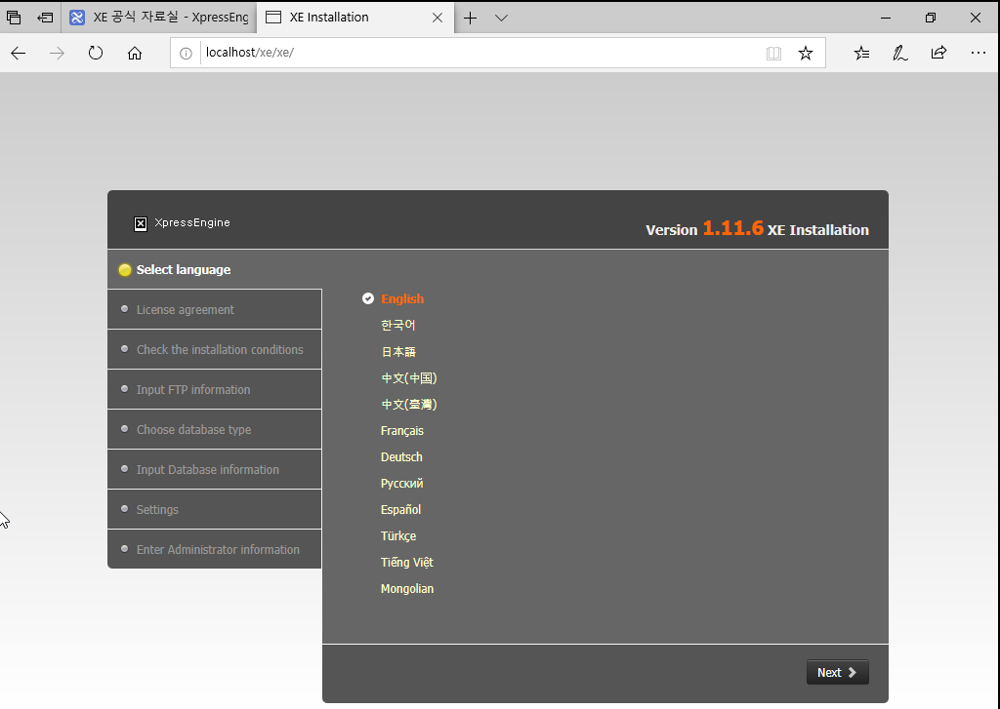 XE 공식 자료실 - XpressEng
XE Installation
localhost/xe/xe/
XpressEngine
Version 1.11.6 XE Installation
Select language
License agreement
Check the installation conditions
Input FTP information
Choose database type
Input Database information
Settings
Enter Administrator information
English
한국어
日本語
中文(中国)
中文(臺灣)
Français
Deutsch
Русский
Español
Türkçe
Tiếng Việt
Mongolian
Next